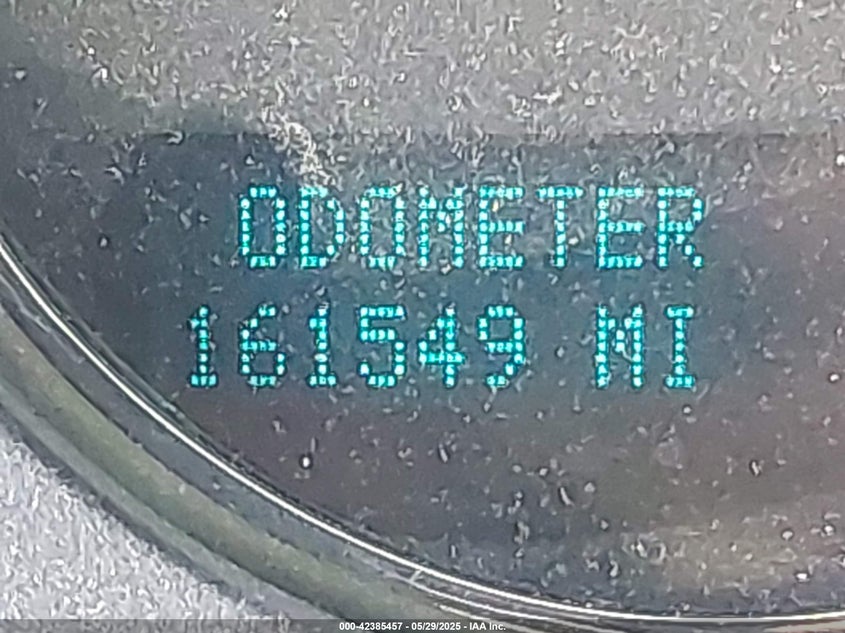 ODOMETER
161549 MI
000-42385457 - 05/29/2025 - IAA Inc.